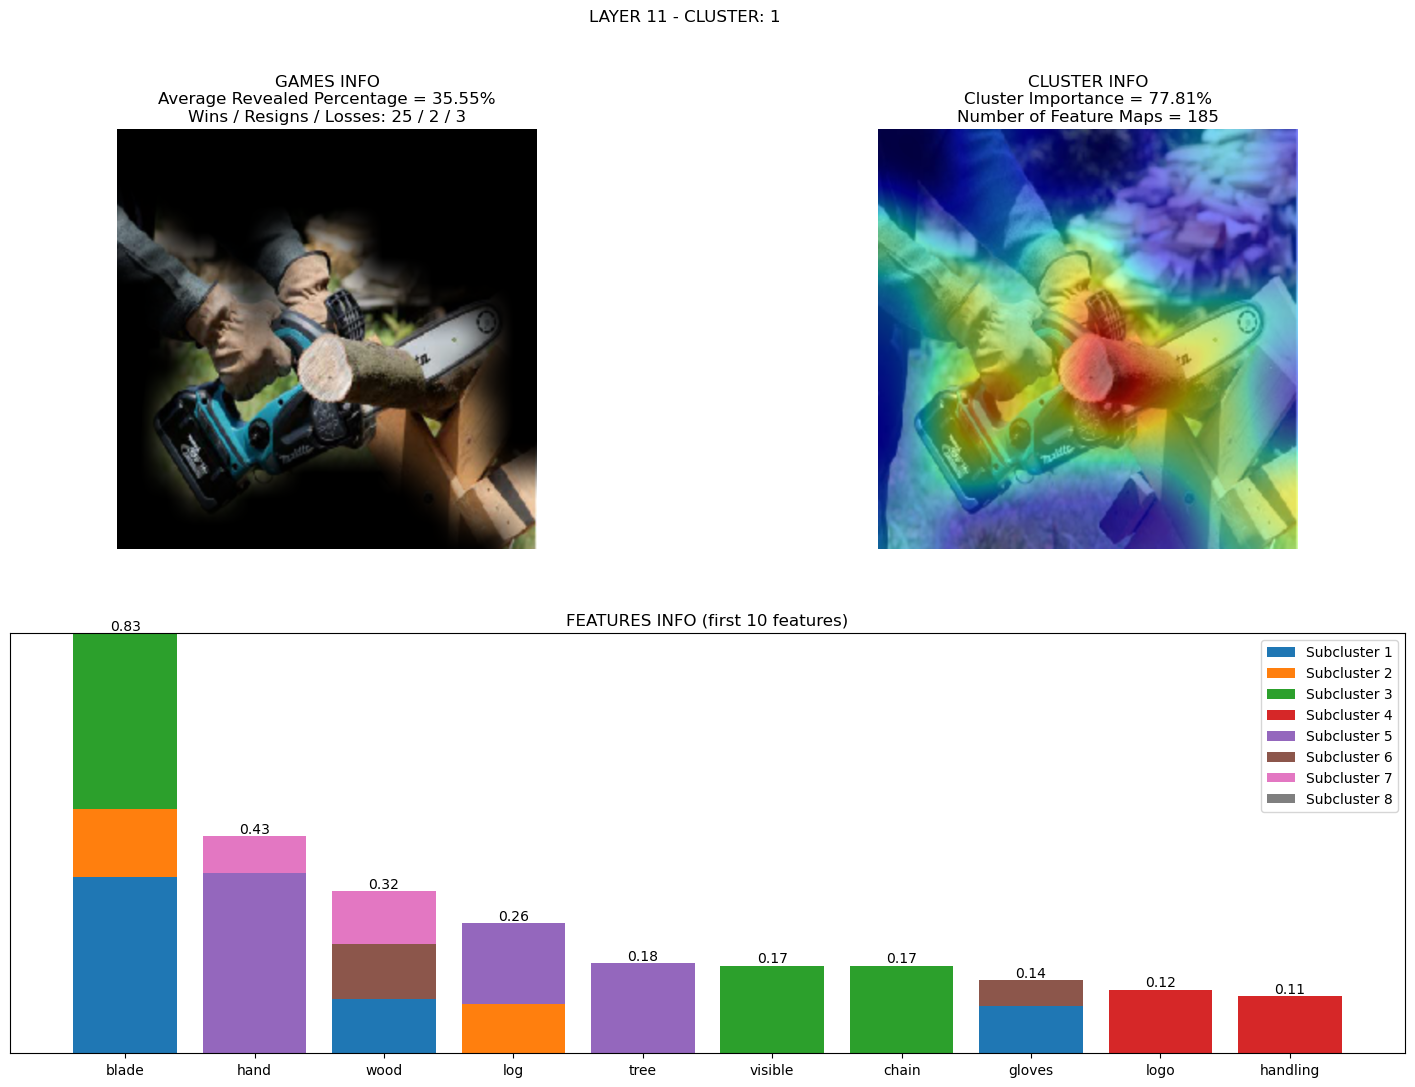 LAYER 11 - CLUSTER: 1
GAMES INFO
Average Revealed Percentage = 35.55%
Wins / Resigns / Losses: 25 / 2 / 3
CLUSTER INFO
Cluster Importance = 77.81%
Number of Feature Maps = 185
FEATURES INFO (first 10 features)
0.83
0.43
0.32
0.26
0.18
0.17
0.17
0.14
0.12
0.11
Subcluster 1
Subcluster 2
Subcluster 3
Subcluster 4
Subcluster 5
Subcluster 6
Subcluster 7
Subcluster 8
blade
hand
wood
log
tree
visible
chain
gloves
logo
handling